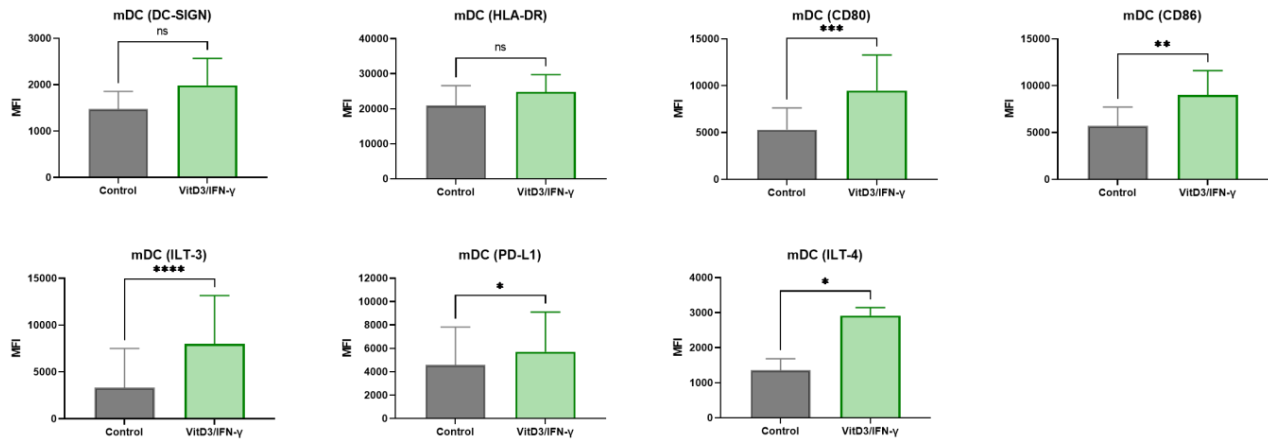 mDC (DC-SIGN)
ns
3000
2000
1000
0
MFI
Control
VitD3/IFN-γ
mDC (HLA-DR)
ns
40000
30000
20000
10000
0
MFI
Control
VitD3/IFN-γ
mDC (CD80)
***
15000
10000
5000
0
MFI
Control
VitD3/IFN-γ
mDC (CD86)
**
15000
10000
5000
0
MFI
Control
VitD3/IFN-γ
mDC (ILT-3)
****
15000
10000
5000
0
MFI
Control
VitD3/IFN-γ
mDC (PD-L1)
*
12000
10000
8000
6000
4000
2000
0
MFI
Control
VitD3/IFN-γ
mDC (ILT-4)
*
4000
3000
2000
1000
0
MFI
Control
VitD3/IFN-γ